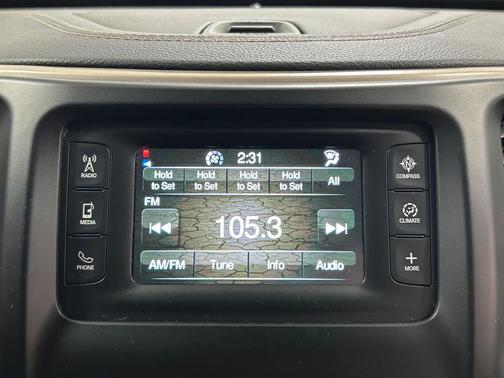 2:31
Hold to Set Hold to Set Hold to Set Hold to Set All
FM
105.3
AM/FM Tune Info Audio
RADIO
MEDIA
PHONE
COMPASS
CLIMATE
MORE